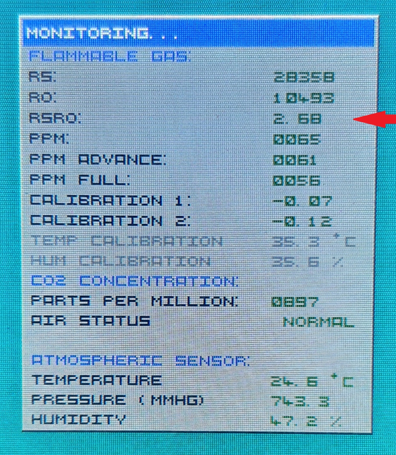 MONITORING...
FLAMMABLE GAS:
RS: 28358
RO: 10493
RSRO: 2.68
PPM: 0065
PPM ADVANCE: 0061
PPM FULL: 0056
CALIBRATION 1: -0.07
CALIBRATION 2: -0.12
TEMP CALIBRATION 35.3 °C
HUM CALIBRATION 35.6 %
CO2 CONCENTRATION:
PARTS PER MILLION: 0897
AIR STATUS NORMAL
ATMOSPHERIC SENSOR:
TEMPERATURE 24.6 °C
PRESSURE (MMHG) 743.3
HUMIDITY 47.2 %